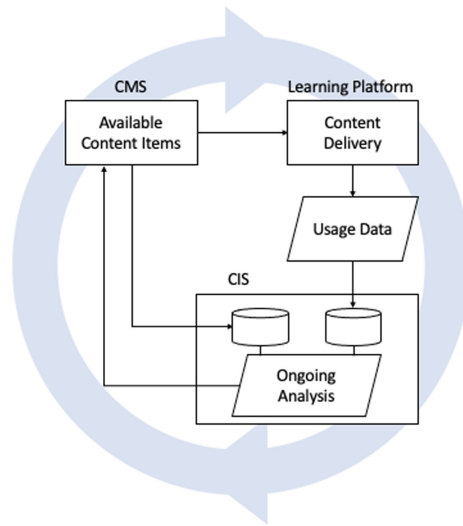 CMS
Learning Platform
Available
Content Items
Content
Delivery
Usage Data
CIS
Ongoing
Analysis